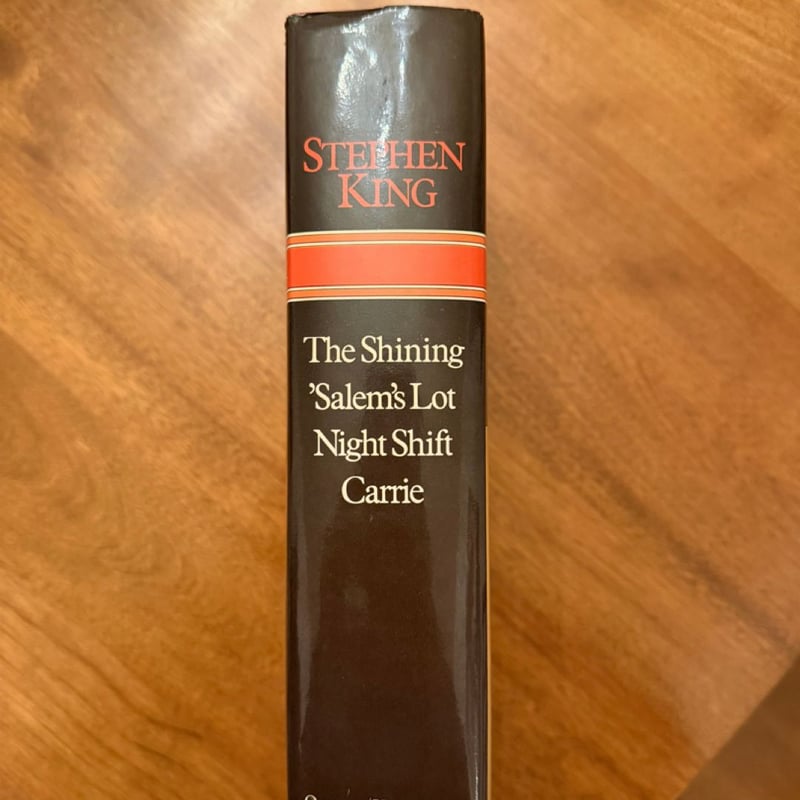 STEPHEN
KING
The Shining
’Salem’s Lot
Night Shift
Carrie